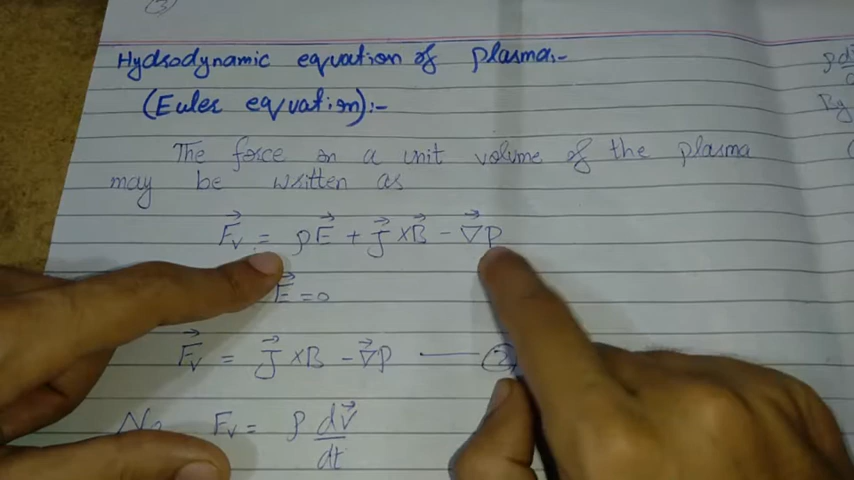 Hydrodynamic equation of plasma:-
(Euler equation):-
The force on a unit volume of the plasma
may be written as
F⃗v = ρE⃗ + J⃗ × B⃗ - ∇⃗P
E⃗ = 0
F⃗v = J⃗ × B - ∇⃗P —— (2)
Fv = ρ dv⃗/dt